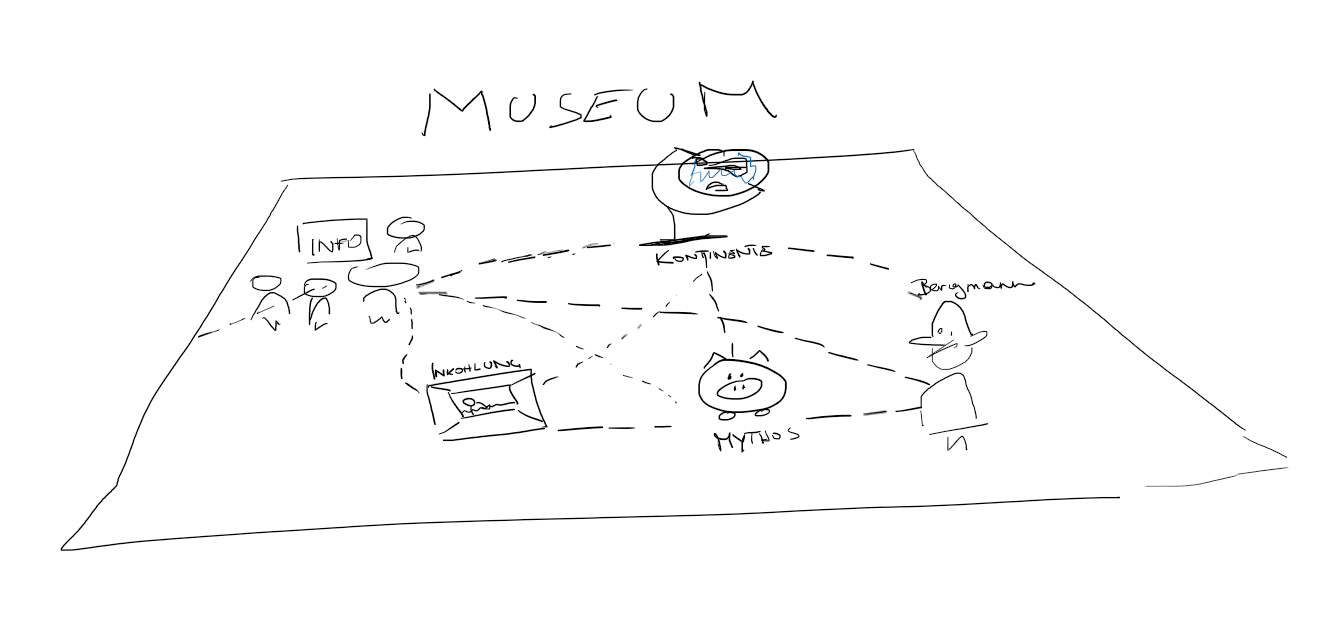 MUSEUM
INFO
KONTINENTE
Bergmann
INKOHLUNG
MYTHOS